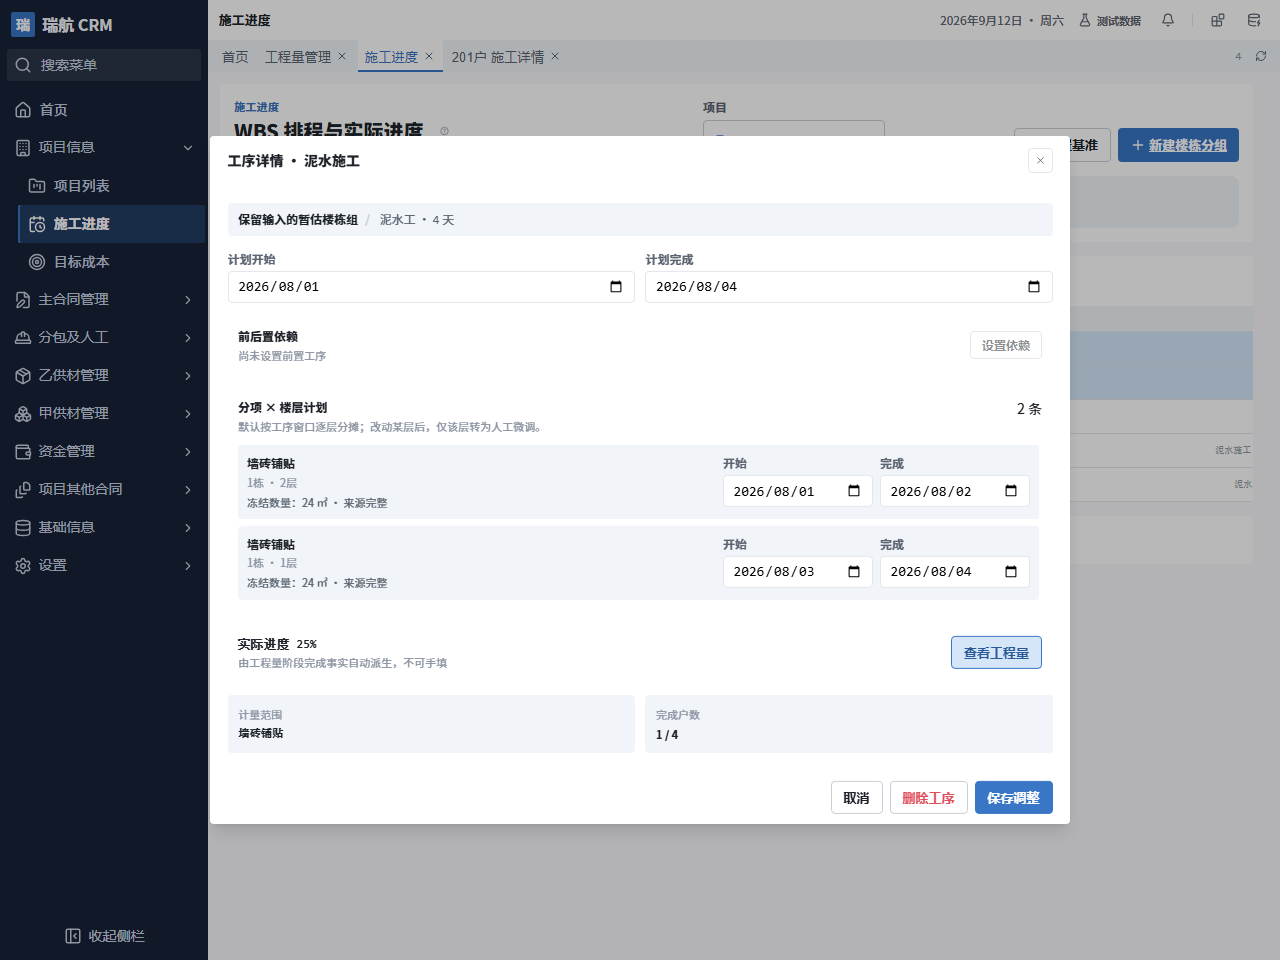 瑞 瑞航 CRM
搜索菜单
首页
项目信息
项目列表
施工进度
目标成本
主合同管理
分包及人工
乙供材管理
甲供材管理
资金管理
项目其他合同
基础信息
设置
收起侧栏
施工进度
2026年9月12日 · 周六 测试数据
首页 工程量管理 × 施工进度 × 201户 施工详情 × 4
施工进度
WBS 排程与实际进度
项目
基准
+ 新建楼栋分组
泥水施工
泥水
工序详情 · 泥水施工
×
保留输入的暂估楼栋组 / 泥水工 · 4 天
计划开始 计划完成
2026/08/01 2026/08/04
前后置依赖
尚未设置前置工序
设置依赖
分项 × 楼层计划
默认按工序窗口逐层分摊；改动某层后，仅该层转为人工微调。
2 条
墙砖铺贴
1栋 · 2层
冻结数量：24 ㎡ · 来源完整
开始 完成
2026/08/01 2026/08/02
墙砖铺贴
1栋 · 1层
冻结数量：24 ㎡ · 来源完整
开始 完成
2026/08/03 2026/08/04
实际进度 25%
由工程量阶段完成事实自动派生，不可手填
查看工程量
计量范围
墙砖铺贴
完成户数
1 / 4
取消 删除工序 保存调整